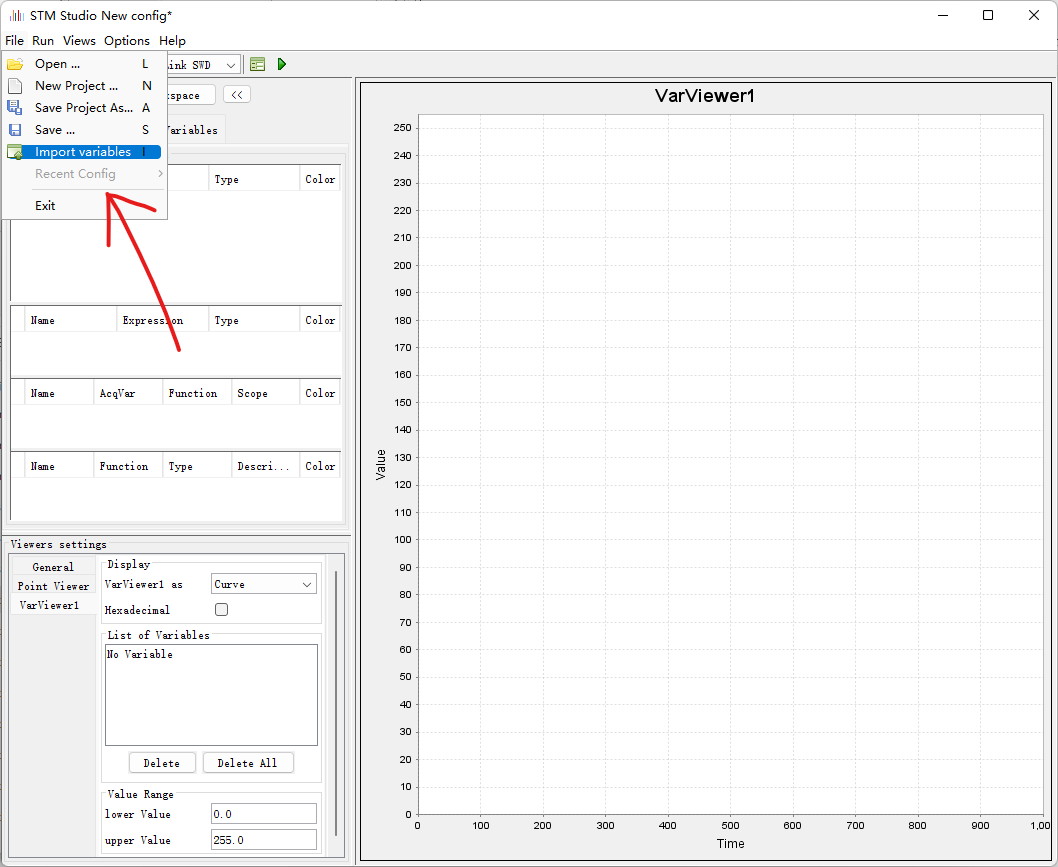 STM Studio New config*
File Run Views Options Help
Open ... L
New Project ... N
Save Project As... A
Save ... S
Import variables I
Recent Config
Exit
ink SWD
space <<
Variables
Type Color
Name Expression Type Color
Name AcqVar Function Scope Color
Name Function Type Descri... Color
Viewers settings
General
Point Viewer
VarViewer1
Display
VarViewer1 as Curve
Hexadecimal
List of Variables
No Variable
Delete Delete All
Value Range
lower Value 0.0
upper Value 255.0
VarViewer1
250
240
230
220
210
200
190
180
170
160
150
140
130
120
110
100
90
80
70
60
50
40
30
20
10
0
Value
0 100 200 300 400 500 600 700 800 900 1,00
Time